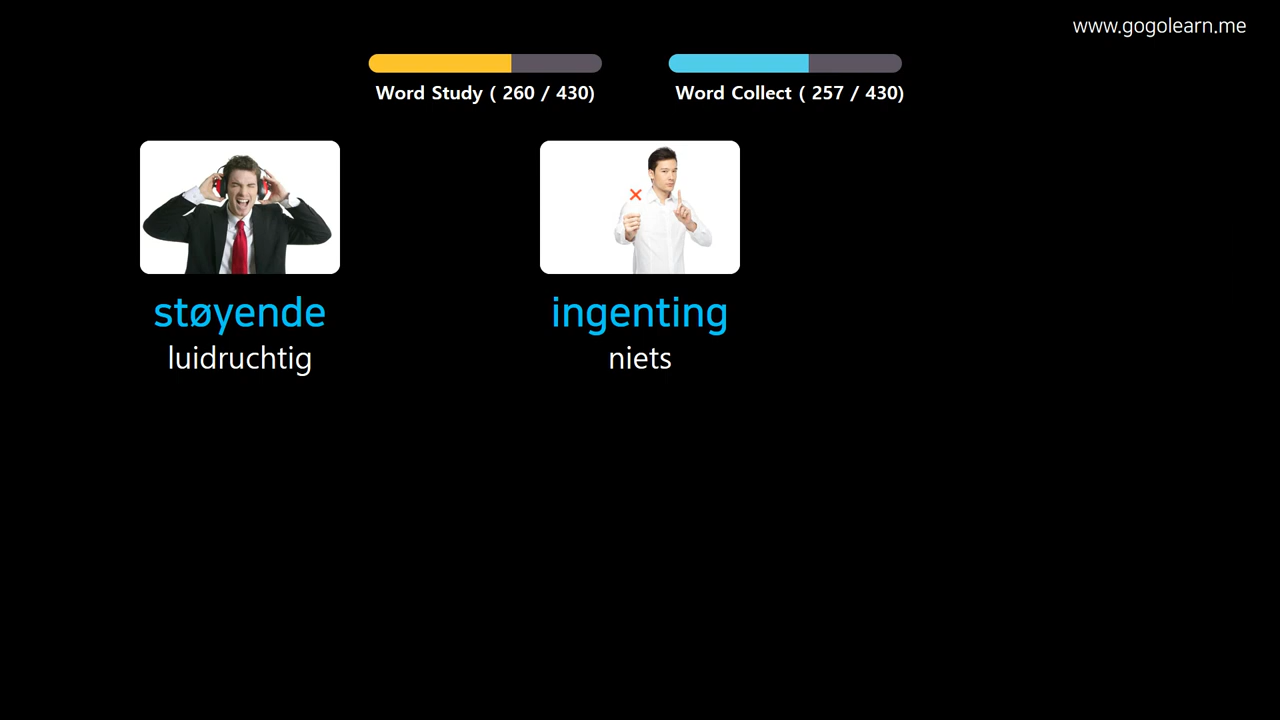 www.gogolearn.me
Word Study ( 260 / 430)
Word Collect ( 257 / 430)
støyende
luidruchtig
ingenting
niets